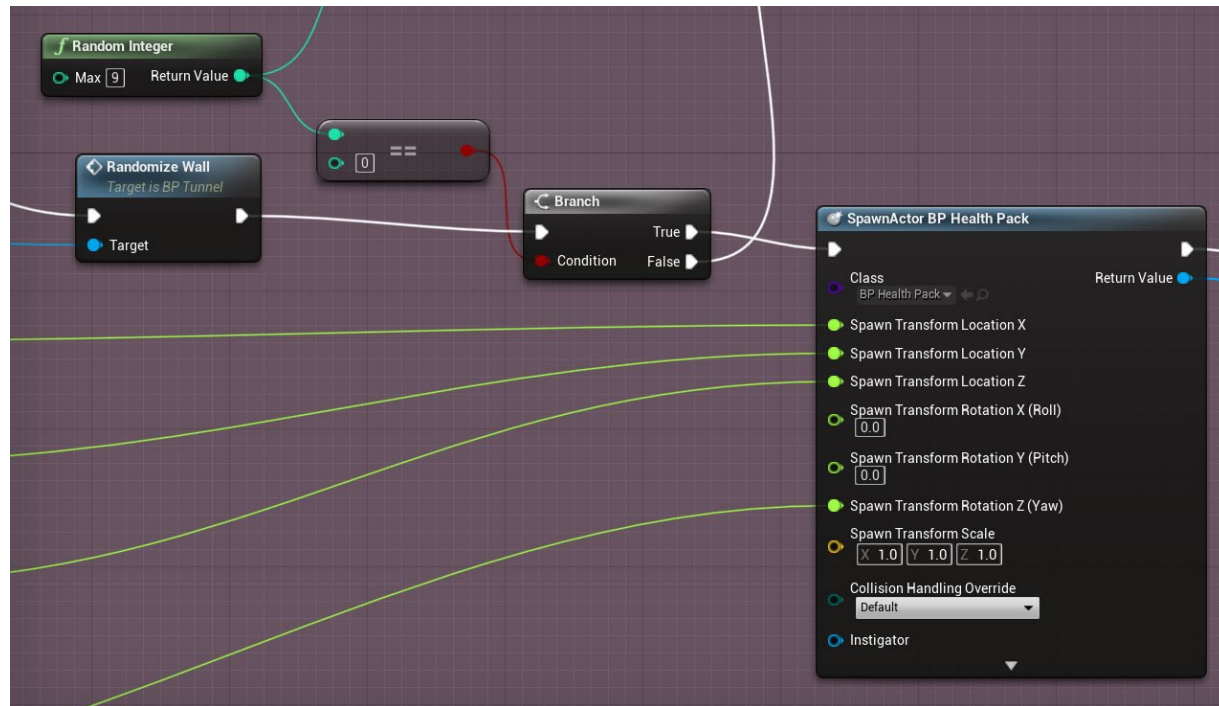 f Random Integer
Max 9 Return Value
0 ==
Randomize Wall
Target is BP Tunnel
Target
Branch
True
Condition False
SpawnActor BP Health Pack
Class
BP Health Pack
Return Value
Spawn Transform Location X
Spawn Transform Location Y
Spawn Transform Location Z
Spawn Transform Rotation X (Roll)
0.0
Spawn Transform Rotation Y (Pitch)
0.0
Spawn Transform Rotation Z (Yaw)
Spawn Transform Scale
X 1.0 Y 1.0 Z 1.0
Collision Handling Override
Default
Instigator